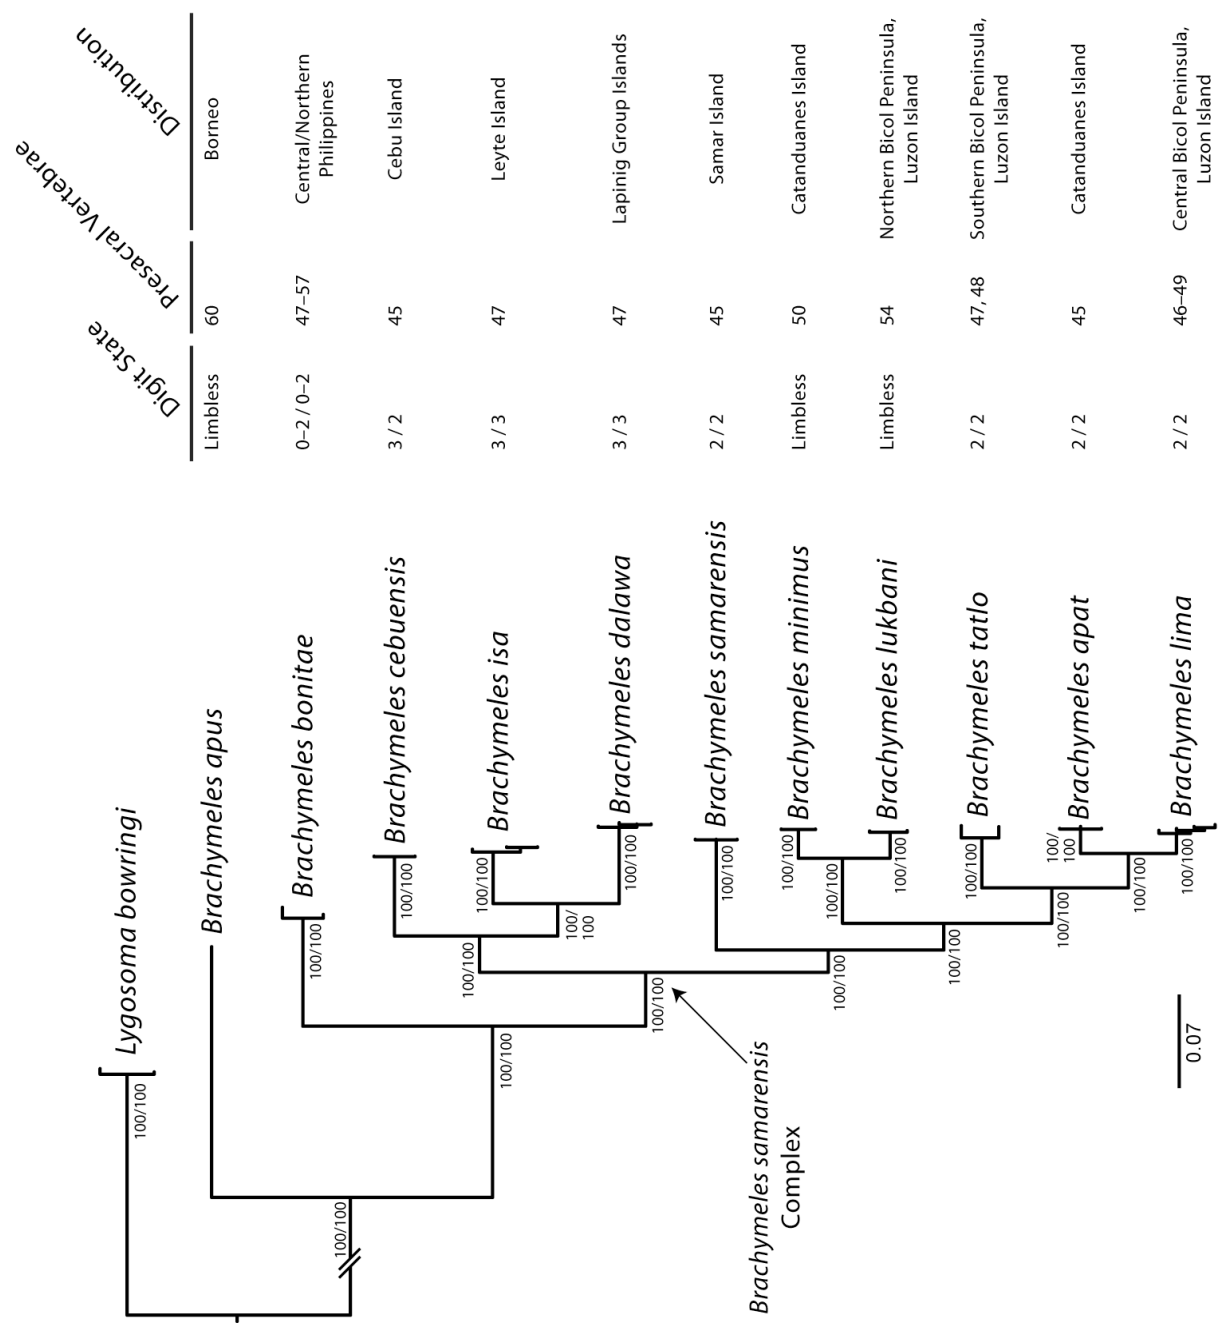 Digit State
Presacral Vertebrae
Distribution
Lygosoma bowringi
100/100
Brachymeles apus
Limbless
60
Borneo
100/100
Brachymeles bonitae
0–2 / 0–2
47–57
Central/Northern
Philippines
100/100
100/100
Brachymeles cebuensis
3 / 2
45
Cebu Island
100/100
100/100
Brachymeles isa
3 / 3
47
Leyte Island
100/100
100/
100
Brachymeles dalawa
3 / 3
47
Lapinig Group Islands
100/100
100/100
Brachymeles samarensis
Complex
Brachymeles samarensis
2 / 2
45
Samar Island
100/100
100/100
Brachymeles minimus
Limbless
50
Catanduanes Island
100/100
100/100
Brachymeles lukbani
Limbless
54
Northern Bicol Peninsula,
Luzon Island
100/100
100/100
Brachymeles tatlo
2 / 2
47, 48
Southern Bicol Peninsula,
Luzon Island
100/100
100/100
Brachymeles apat
2 / 2
45
Catanduanes Island
100/
100
100/100
Brachymeles lima
2 / 2
46–49
Central Bicol Peninsula,
Luzon Island
100/100
0.07